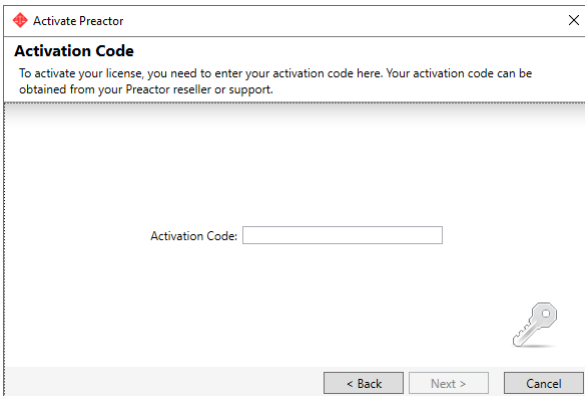 Activate Preactor
Activation Code
To activate your license, you need to enter your activation code here. Your activation code can be
obtained from your Preactor reseller or support.
Activation Code:
< Back Next > Cancel